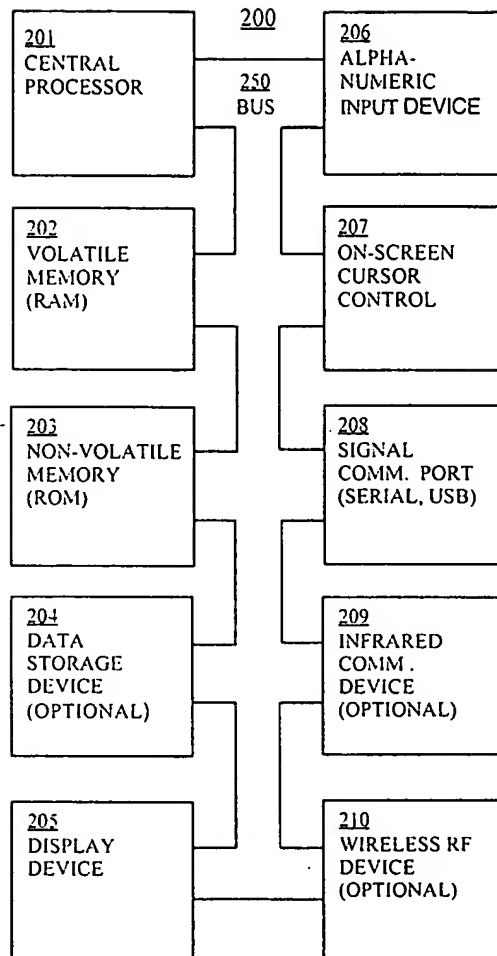 200
250
BUS
201
CENTRAL
PROCESSOR
202
VOLATILE
MEMORY
(RAM)
203
NON-VOLATILE
MEMORY
(ROM)
204
DATA
STORAGE
DEVICE
(OPTIONAL)
205
DISPLAY
DEVICE
206
ALPHA-
NUMERIC
INPUT DEVICE
207
ON-SCREEN
CURSOR
CONTROL
208
SIGNAL
COMM. PORT
(SERIAL, USB)
209
INFRARED
COMM.
DEVICE
(OPTIONAL)
210
WIRELESS RF
DEVICE
(OPTIONAL)